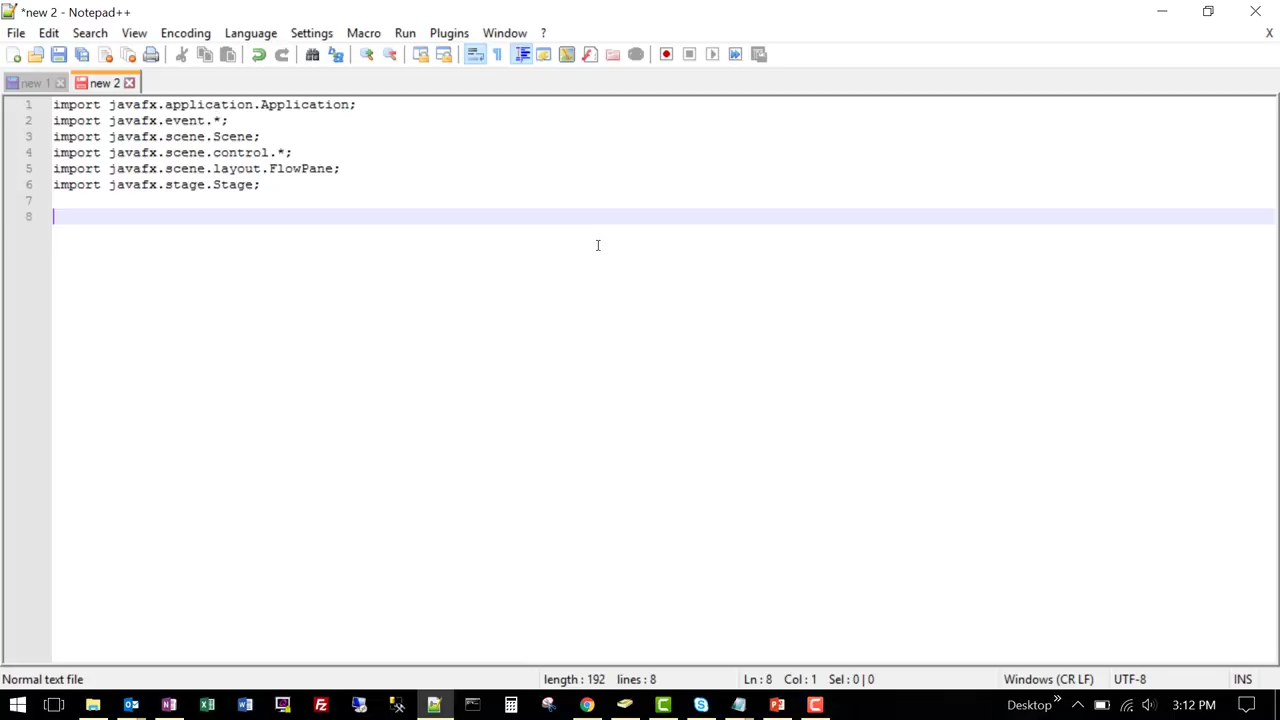 *new 2 - Notepad++
File Edit Search View Encoding Language Settings Macro Run Plugins Window ? X
new 1 new 2
1 import javafx.application.Application;
2 import javafx.event.*;
3 import javafx.scene.Scene;
4 import javafx.scene.control.*;
5 import javafx.scene.layout.FlowPane;
6 import javafx.stage.Stage;
7
8
Normal text file length : 192 lines : 8 Ln : 8 Col : 1 Sel : 0 | 0 Windows (CR LF) UTF-8 INS
Desktop 3:12 PM